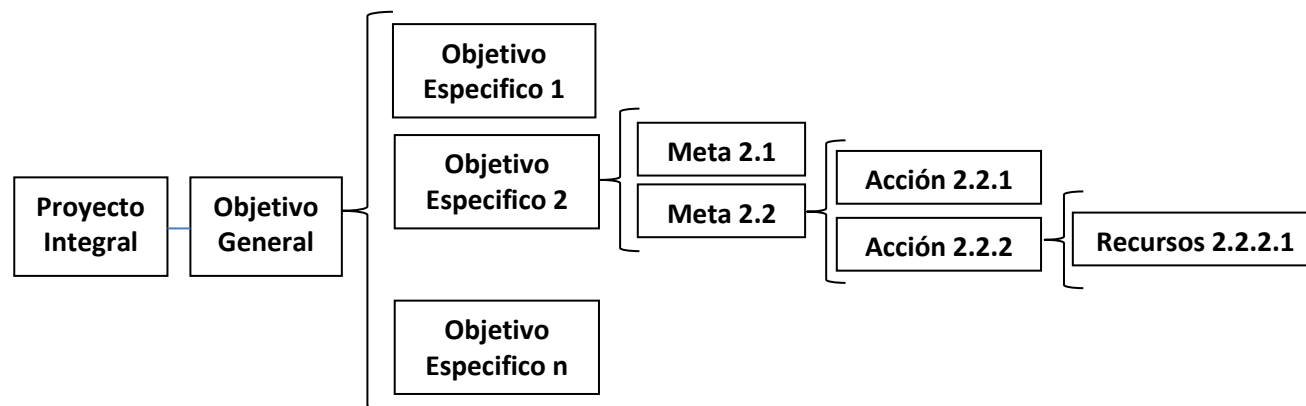 Proyecto
Integral
Objetivo
General
Objetivo
Especifico 1
Objetivo
Especifico 2
Objetivo
Especifico n
Meta 2.1
Meta 2.2
Acción 2.2.1
Acción 2.2.2
Recursos 2.2.2.1